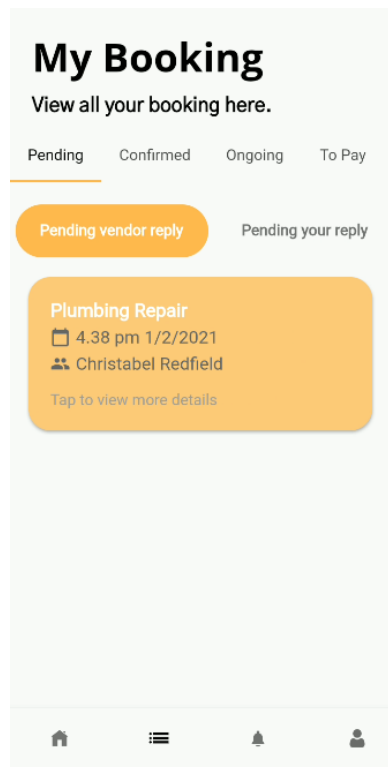 My Booking
View all your booking here.
Pending Confirmed Ongoing To Pay
Pending vendor reply Pending your reply
Plumbing Repair
4.38 pm 1/2/2021
Christabel Redfield
Tap to view more details